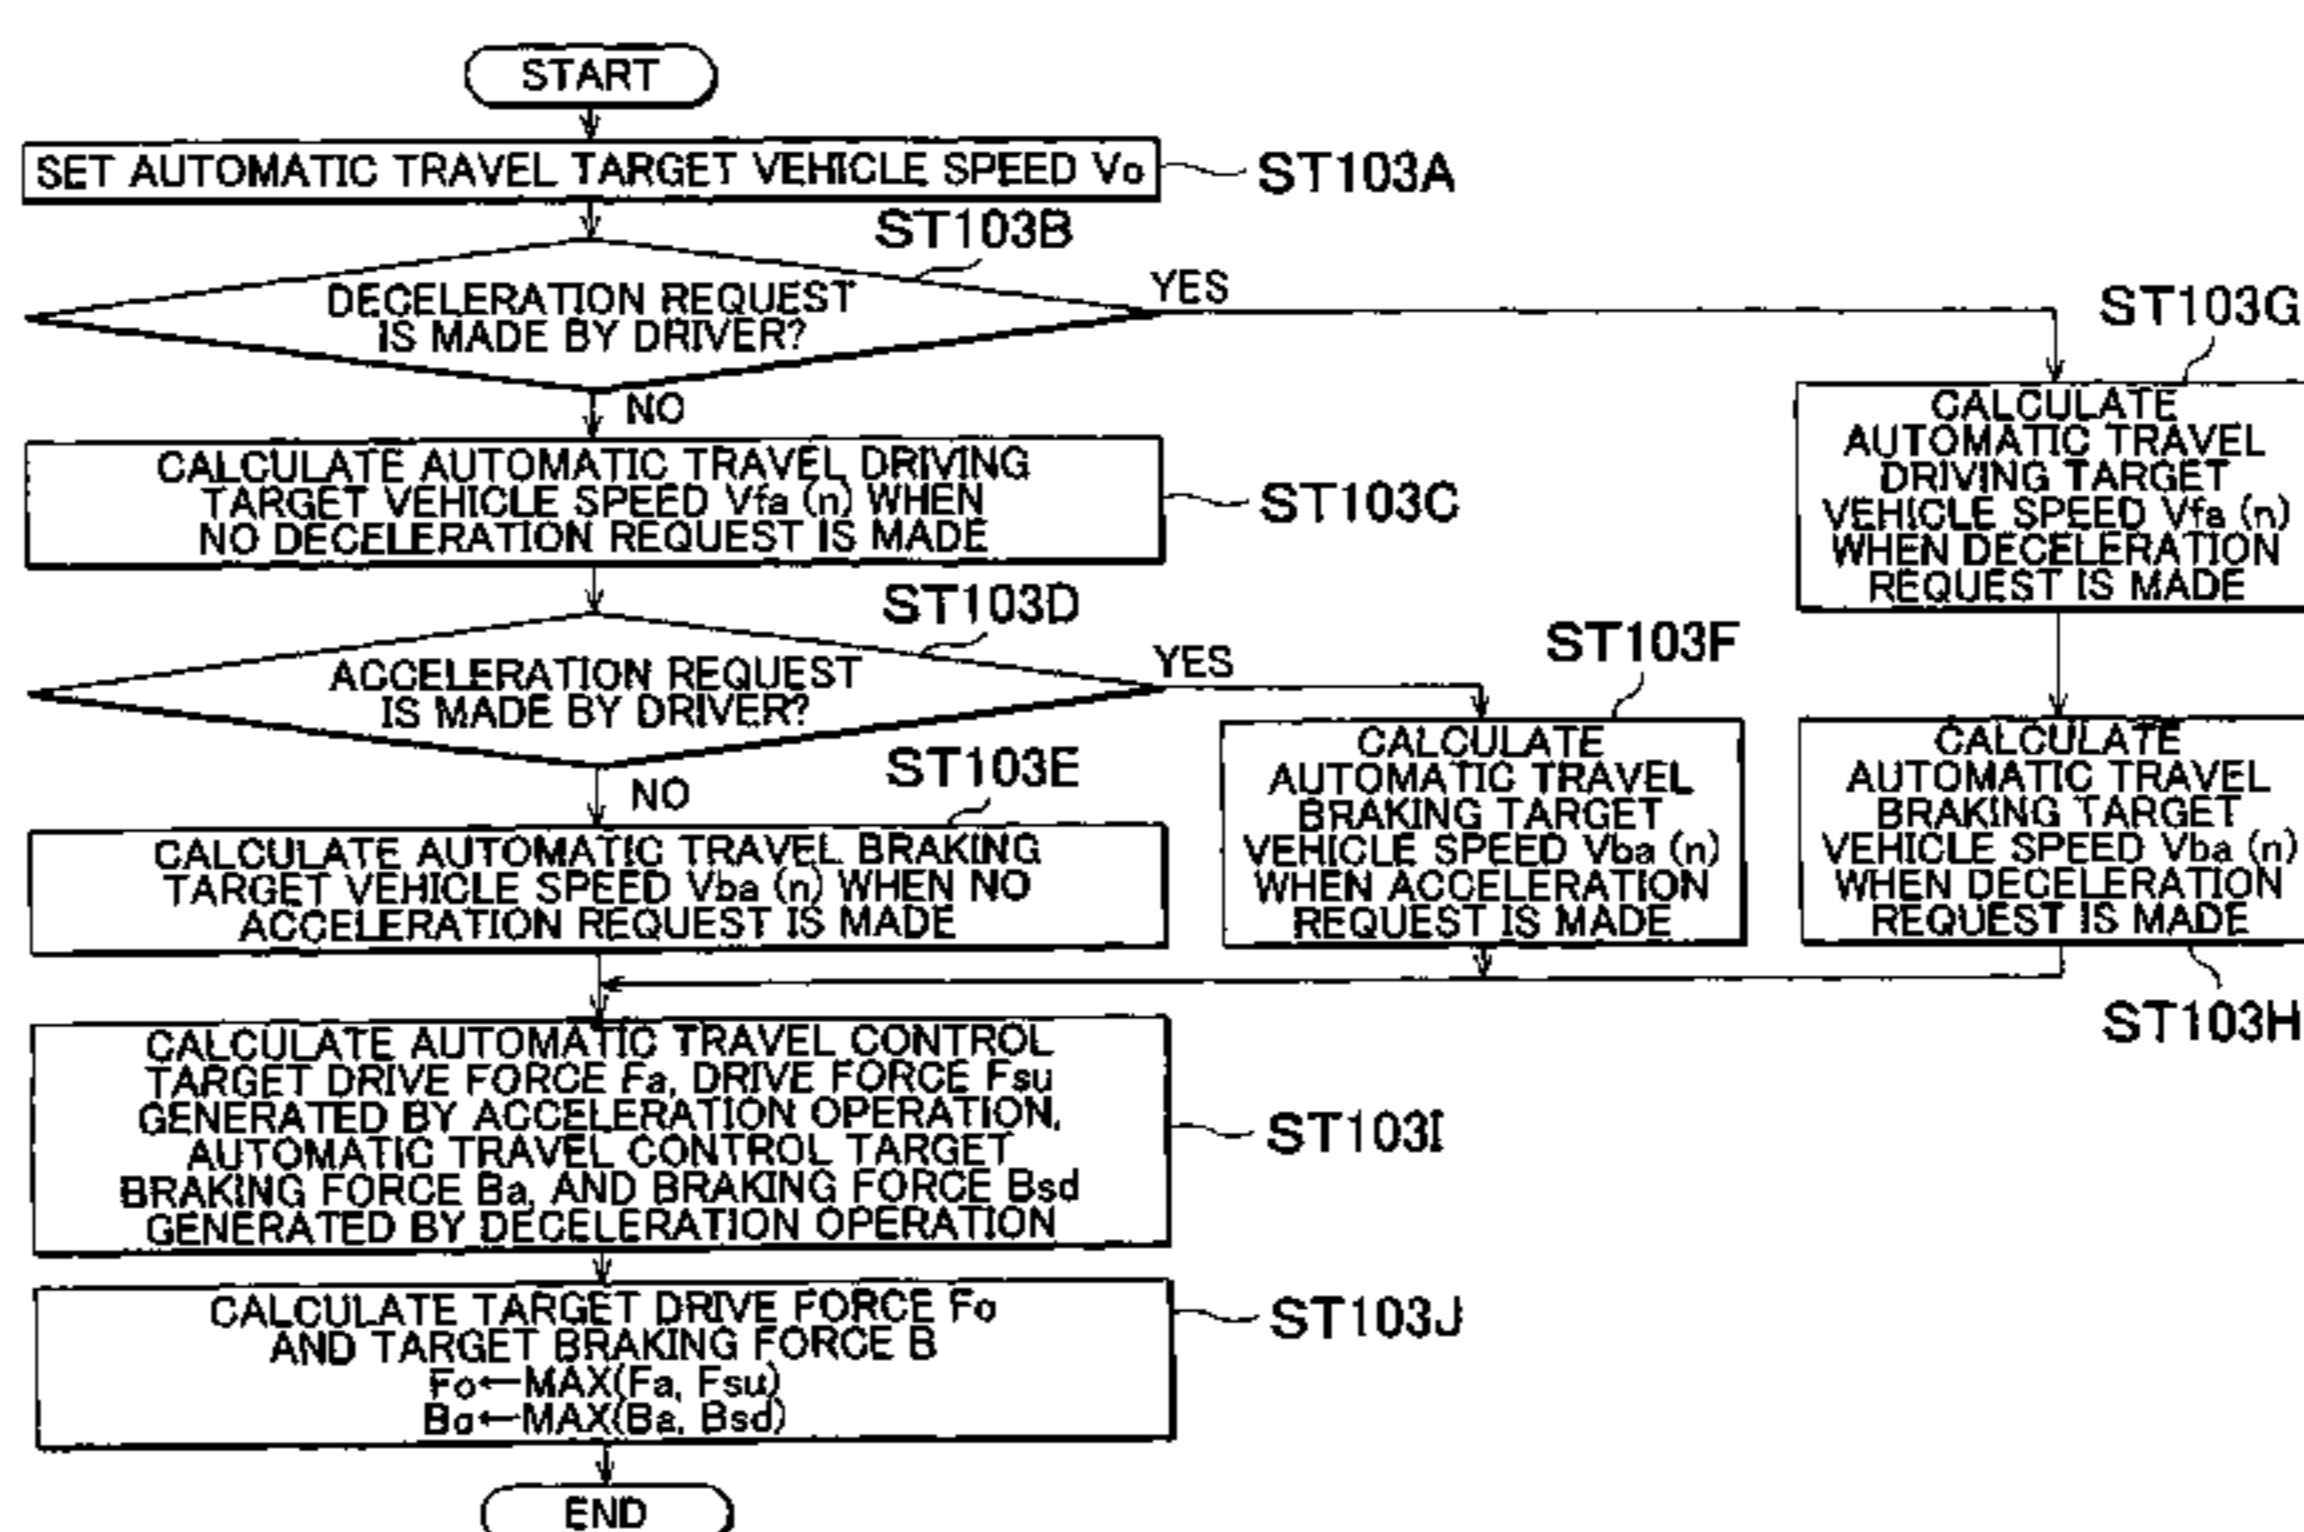 START
SET AUTOMATIC TRAVEL TARGET VEHICLE SPEED Vo
ST103A
ST103B
DECELERATION REQUEST
IS MADE BY DRIVER?
YES
NO
ST103G
CALCULATE
AUTOMATIC TRAVEL
DRIVING TARGET
VEHICLE SPEED Vfa (n)
WHEN DECELERATION
REQUEST IS MADE
CALCULATE AUTOMATIC TRAVEL DRIVING
TARGET VEHICLE SPEED Vfa (n) WHEN
NO DECELERATION REQUEST IS MADE
ST103C
ST103D
ACCELERATION REQUEST
IS MADE BY DRIVER?
YES
NO
ST103F
CALCULATE
AUTOMATIC TRAVEL
BRAKING TARGET
VEHICLE SPEED Vba (n)
WHEN ACCELERATION
REQUEST IS MADE
CALCULATE
AUTOMATIC TRAVEL
BRAKING TARGET
VEHICLE SPEED Vba (n)
WHEN DECELERATION
REQUEST IS MADE
ST103H
ST103E
CALCULATE AUTOMATIC TRAVEL BRAKING
TARGET VEHICLE SPEED Vba (n) WHEN NO
ACCELERATION REQUEST IS MADE
CALCULATE AUTOMATIC TRAVEL CONTROL
TARGET DRIVE FORCE Fa, DRIVE FORCE Fsu
GENERATED BY ACCELERATION OPERATION,
AUTOMATIC TRAVEL CONTROL TARGET
BRAKING FORCE Ba, AND BRAKING FORCE Bsd
GENERATED BY DECELERATION OPERATION
ST103I
CALCULATE TARGET DRIVE FORCE Fo
AND TARGET BRAKING FORCE B
Fo←MAX(Fa, Fsu)
Bo←MAX(Ba, Bsd)
ST103J
END